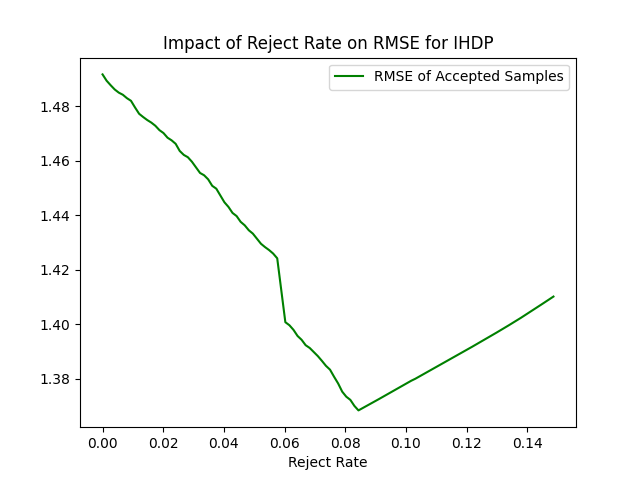 Impact of Reject Rate on RMSE for IHDP
RMSE of Accepted Samples
1.48
1.46
1.44
1.42
1.40
1.38
0.00 0.02 0.04 0.06 0.08 0.10 0.12 0.14
Reject Rate